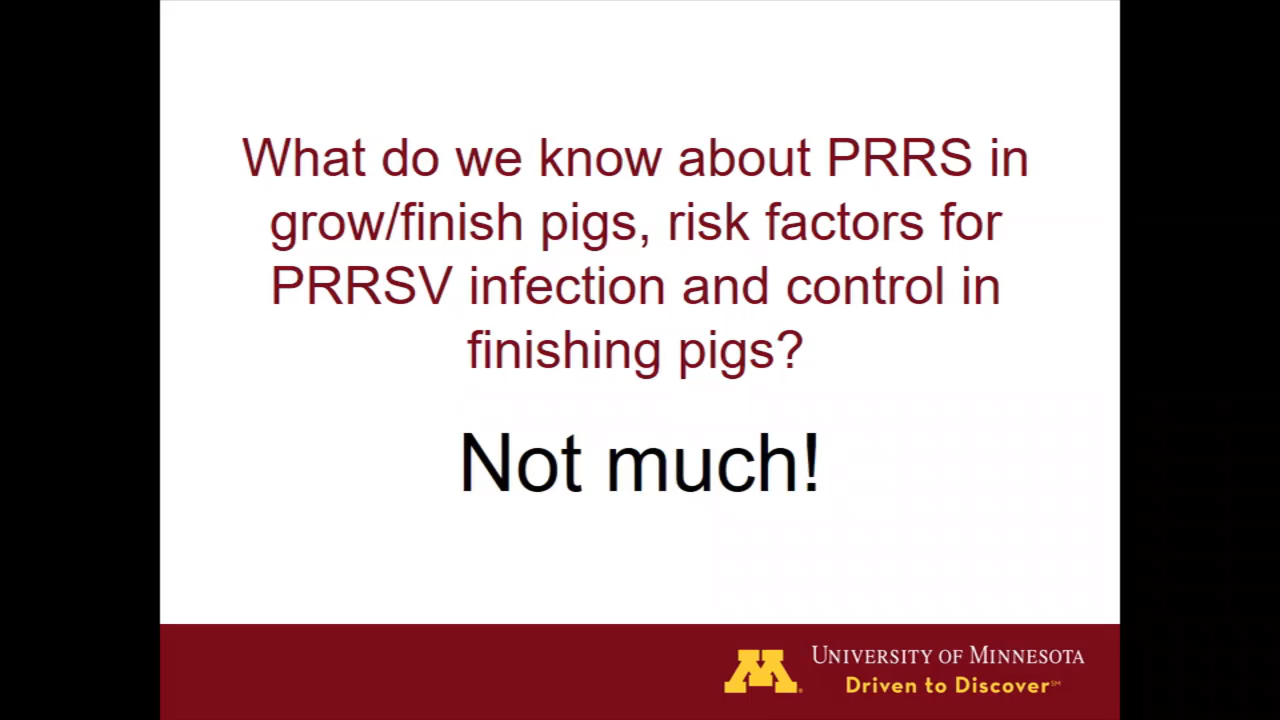 What do we know about PRRS in
grow/finish pigs, risk factors for
PRRSV infection and control in
finishing pigs?
Not much!
UNIVERSITY OF MINNESOTA
Driven to Discover℠